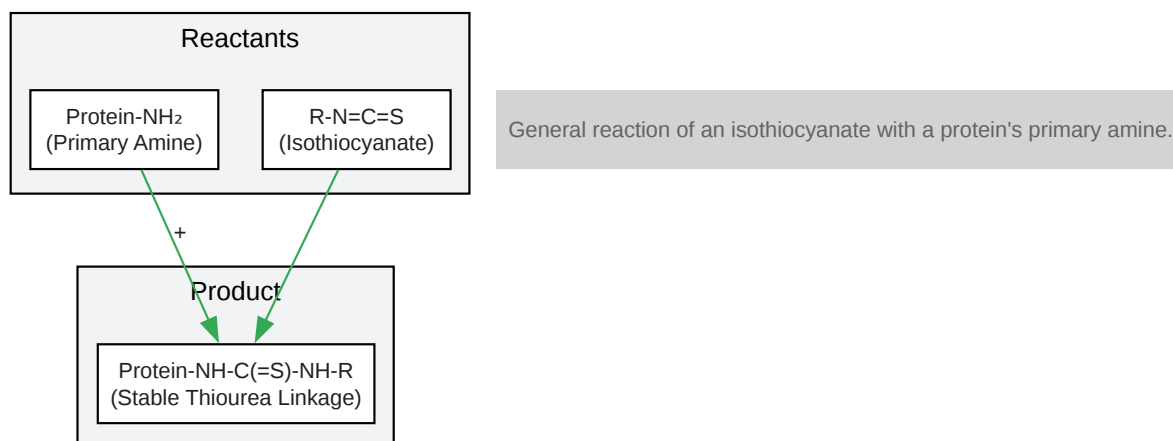 Reactants
Protein-NH₂
(Primary Amine)
R-N=C=S
(Isothiocyanate)
General reaction of an isothiocyanate with a protein's primary amine.
+
Product
Protein-NH-C(=S)-NH-R
(Stable Thiourea Linkage)